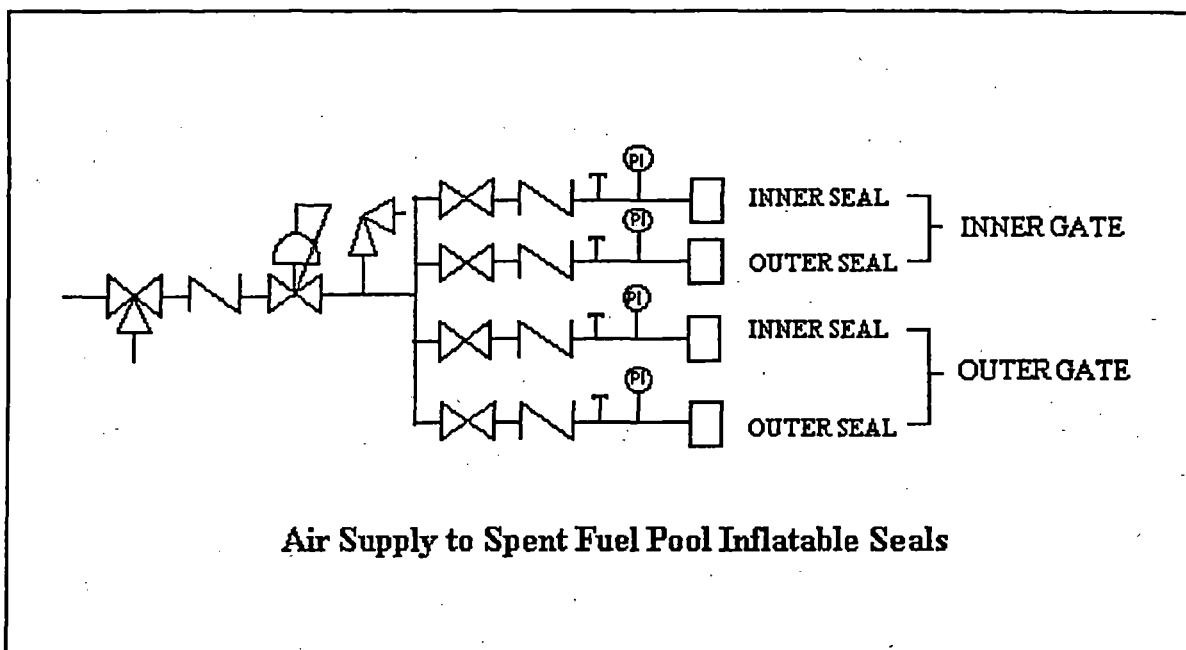 PI
INNER SEAL
PI
OUTER SEAL
INNER GATE
PI
INNER SEAL
PI
OUTER SEAL
OUTER GATE
Air Supply to Spent Fuel Pool Inflatable Seals